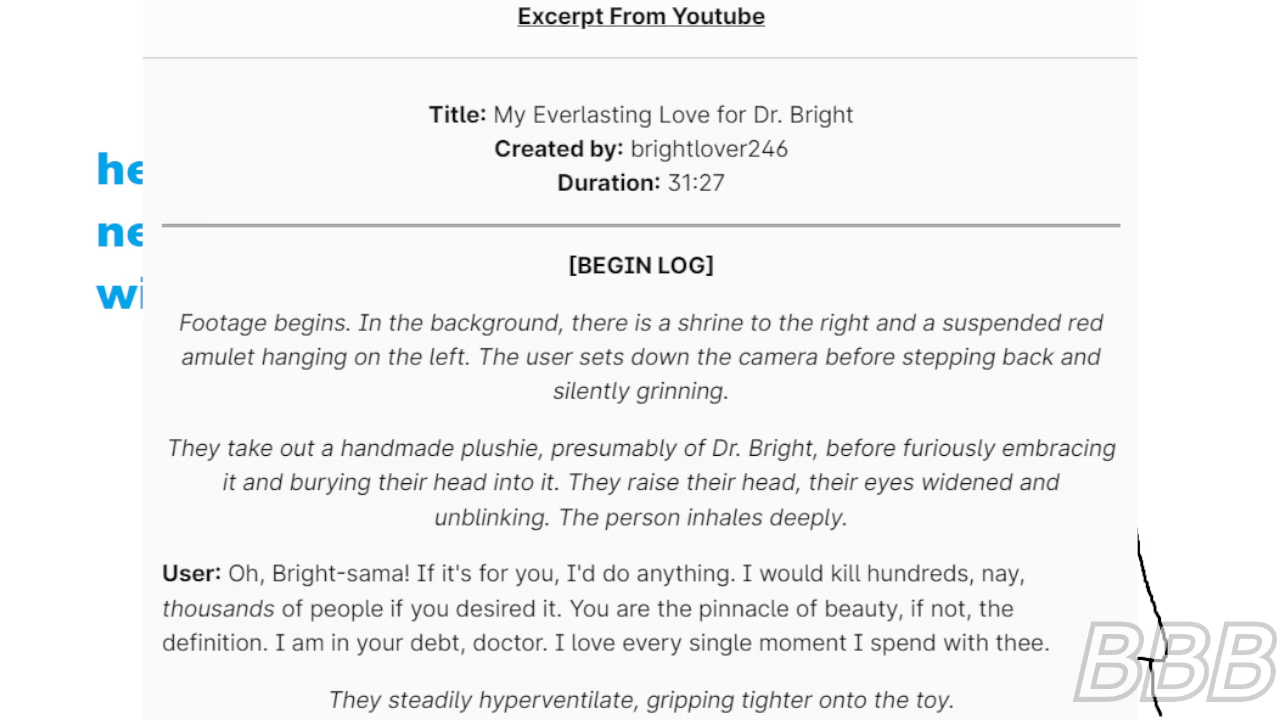 Excerpt From Youtube
Title: My Everlasting Love for Dr. Bright
Created by: brightlover246
Duration: 31:27
he
ne
wi
[BEGIN LOG]
Footage begins. In the background, there is a shrine to the right and a suspended red
amulet hanging on the left. The user sets down the camera before stepping back and
silently grinning.
They take out a handmade plushie, presumably of Dr. Bright, before furiously embracing
it and burying their head into it. They raise their head, their eyes widened and
unblinking. The person inhales deeply.
User: Oh, Bright-sama! If it's for you, I'd do anything. I would kill hundreds, nay,
thousands of people if you desired it. You are the pinnacle of beauty, if not, the
definition. I am in your debt, doctor. I love every single moment I spend with thee.
They steadily hyperventilate, gripping tighter onto the toy.
BBB